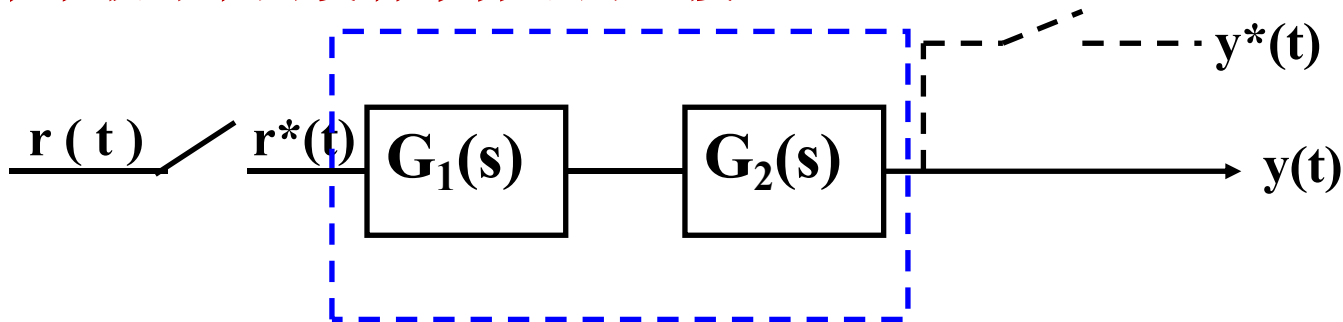 y*(t)
r ( t )
r*(t)
G₁(s)
G₂(s)
y(t)